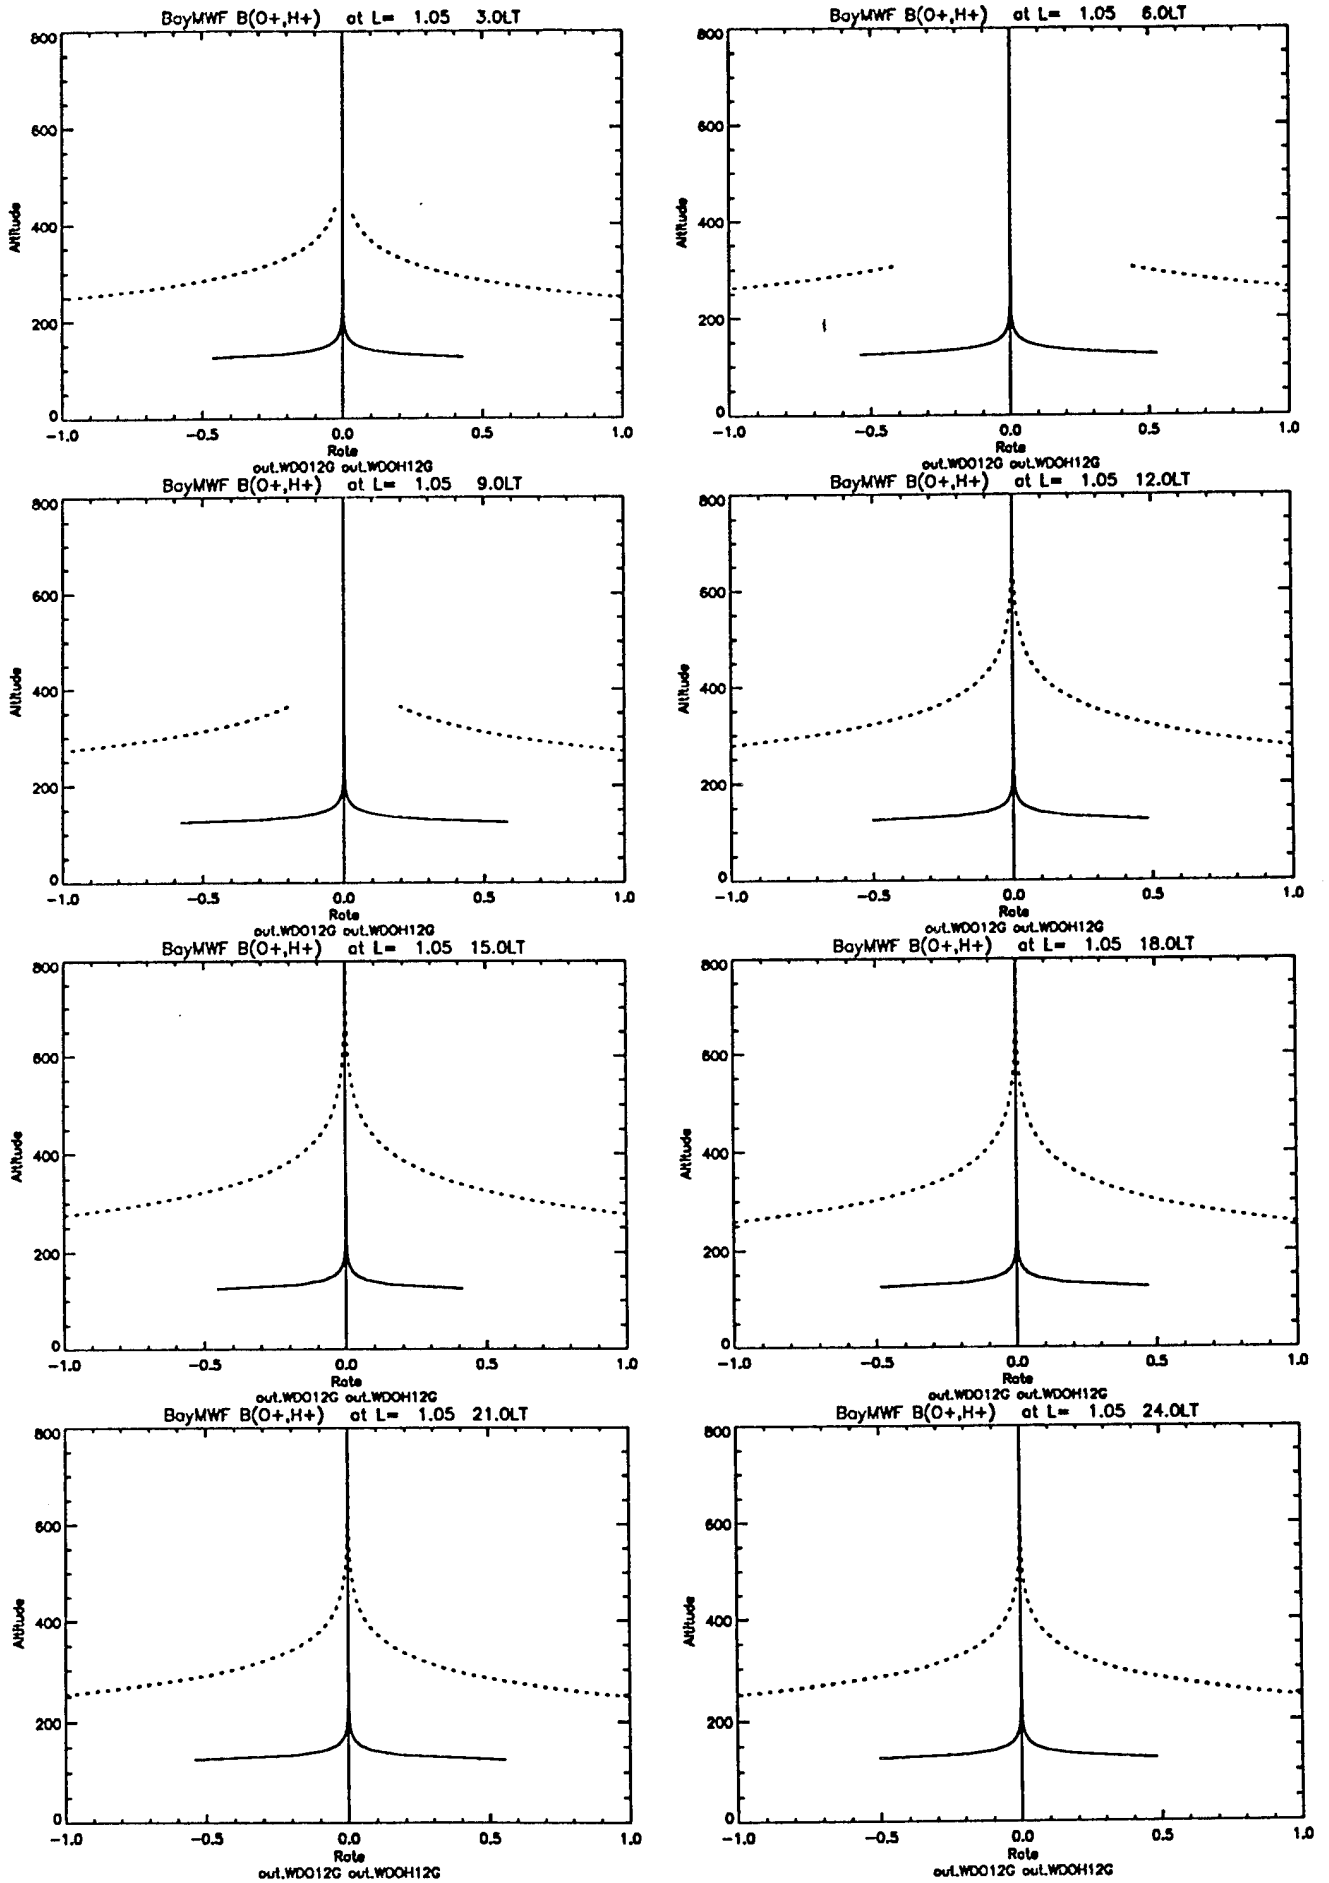 BayMWF B(O+,H+) at L= 1.05 3.0LT
800
600
400
200
0
Altitude
-1.0 -0.5 0.0 0.5 1.0
Rate
out.WDO12G out.WDOH12G
BayMWF B(O+,H+) at L= 1.05 6.0LT
800
600
400
200
0
Altitude
-1.0 -0.5 0.0 0.5 1.0
Rate
out.WDO12G out.WDOH12G
BayMWF B(O+,H+) at L= 1.05 9.0LT
800
600
400
200
0
Altitude
-1.0 -0.5 0.0 0.5 1.0
Rate
out.WDO12G out.WDOH12G
BayMWF B(O+,H+) at L= 1.05 12.0LT
800
600
400
200
0
Altitude
-1.0 -0.5 0.0 0.5 1.0
Rate
out.WDO12G out.WDOH12G
BayMWF B(O+,H+) at L= 1.05 15.0LT
800
600
400
200
0
Altitude
-1.0 -0.5 0.0 0.5 1.0
Rate
out.WDO12G out.WDOH12G
BayMWF B(O+,H+) at L= 1.05 18.0LT
800
600
400
200
0
Altitude
-1.0 -0.5 0.0 0.5 1.0
Rate
out.WDO12G out.WDOH12G
BayMWF B(O+,H+) at L= 1.05 21.0LT
800
600
400
200
0
Altitude
-1.0 -0.5 0.0 0.5 1.0
Rate
out.WDO12G out.WDOH12G
BayMWF B(O+,H+) at L= 1.05 24.0LT
800
600
400
200
0
Altitude
-1.0 -0.5 0.0 0.5 1.0
Rate
out.WDO12G out.WDOH12G